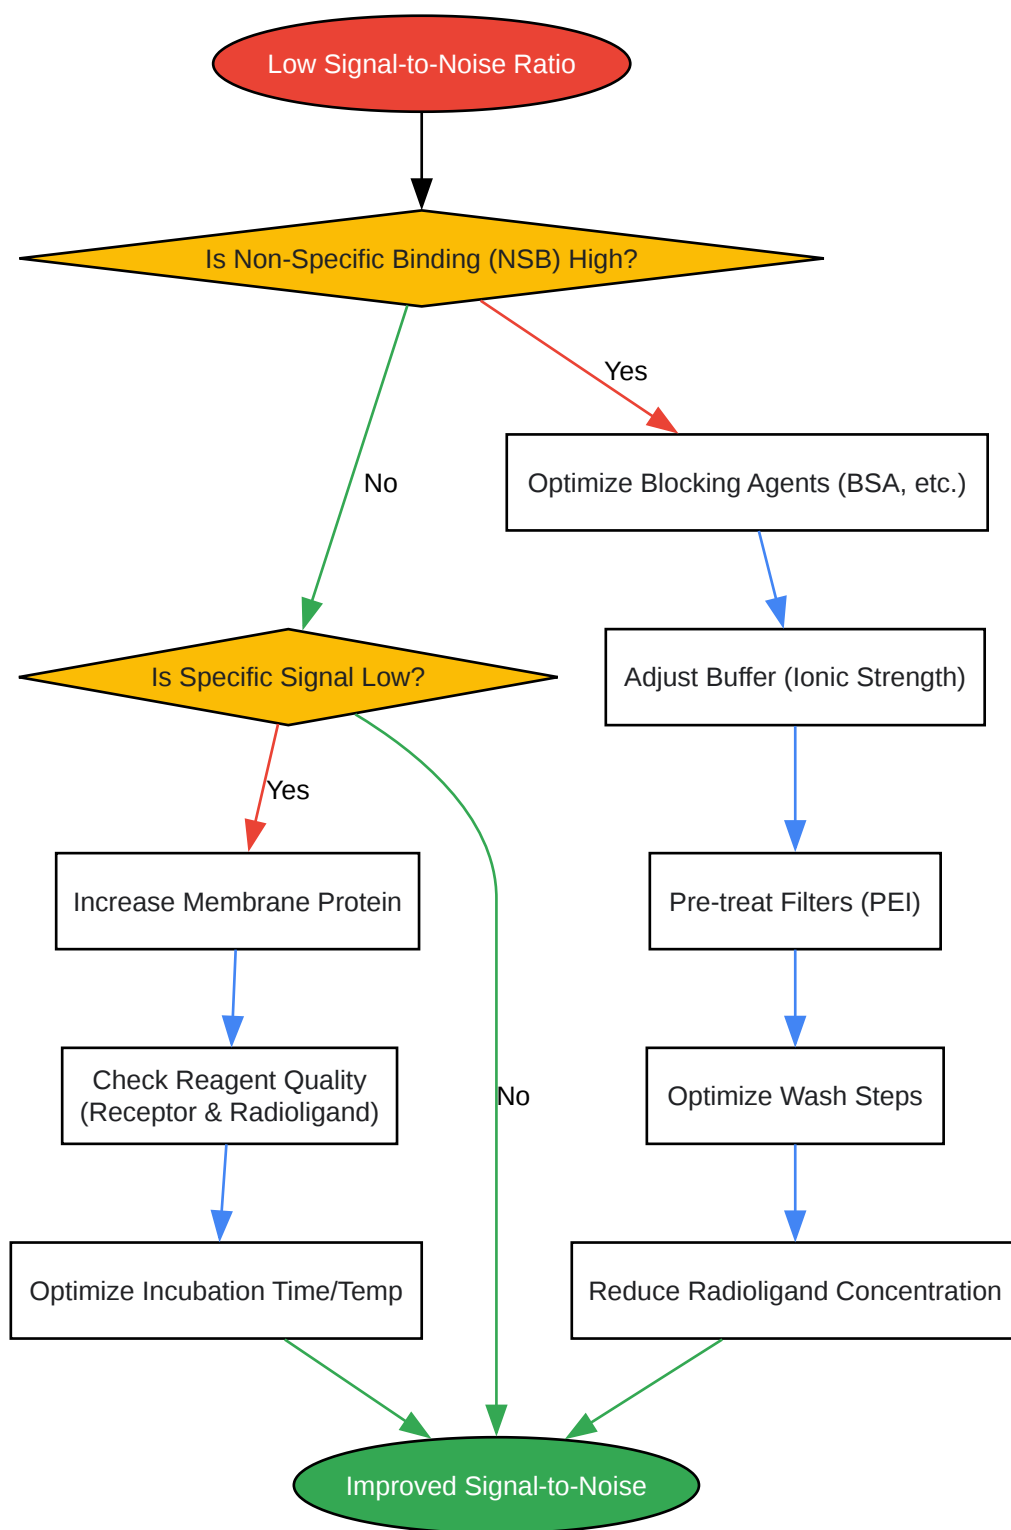 Low Signal-to-Noise Ratio
Is Non-Specific Binding (NSB) High?
Yes
No
Optimize Blocking Agents (BSA, etc.)
Is Specific Signal Low?
Adjust Buffer (Ionic Strength)
Yes
Increase Membrane Protein
Pre-treat Filters (PEI)
Check Reagent Quality
(Receptor & Radioligand)
No
Optimize Wash Steps
Optimize Incubation Time/Temp
Reduce Radioligand Concentration
Improved Signal-to-Noise